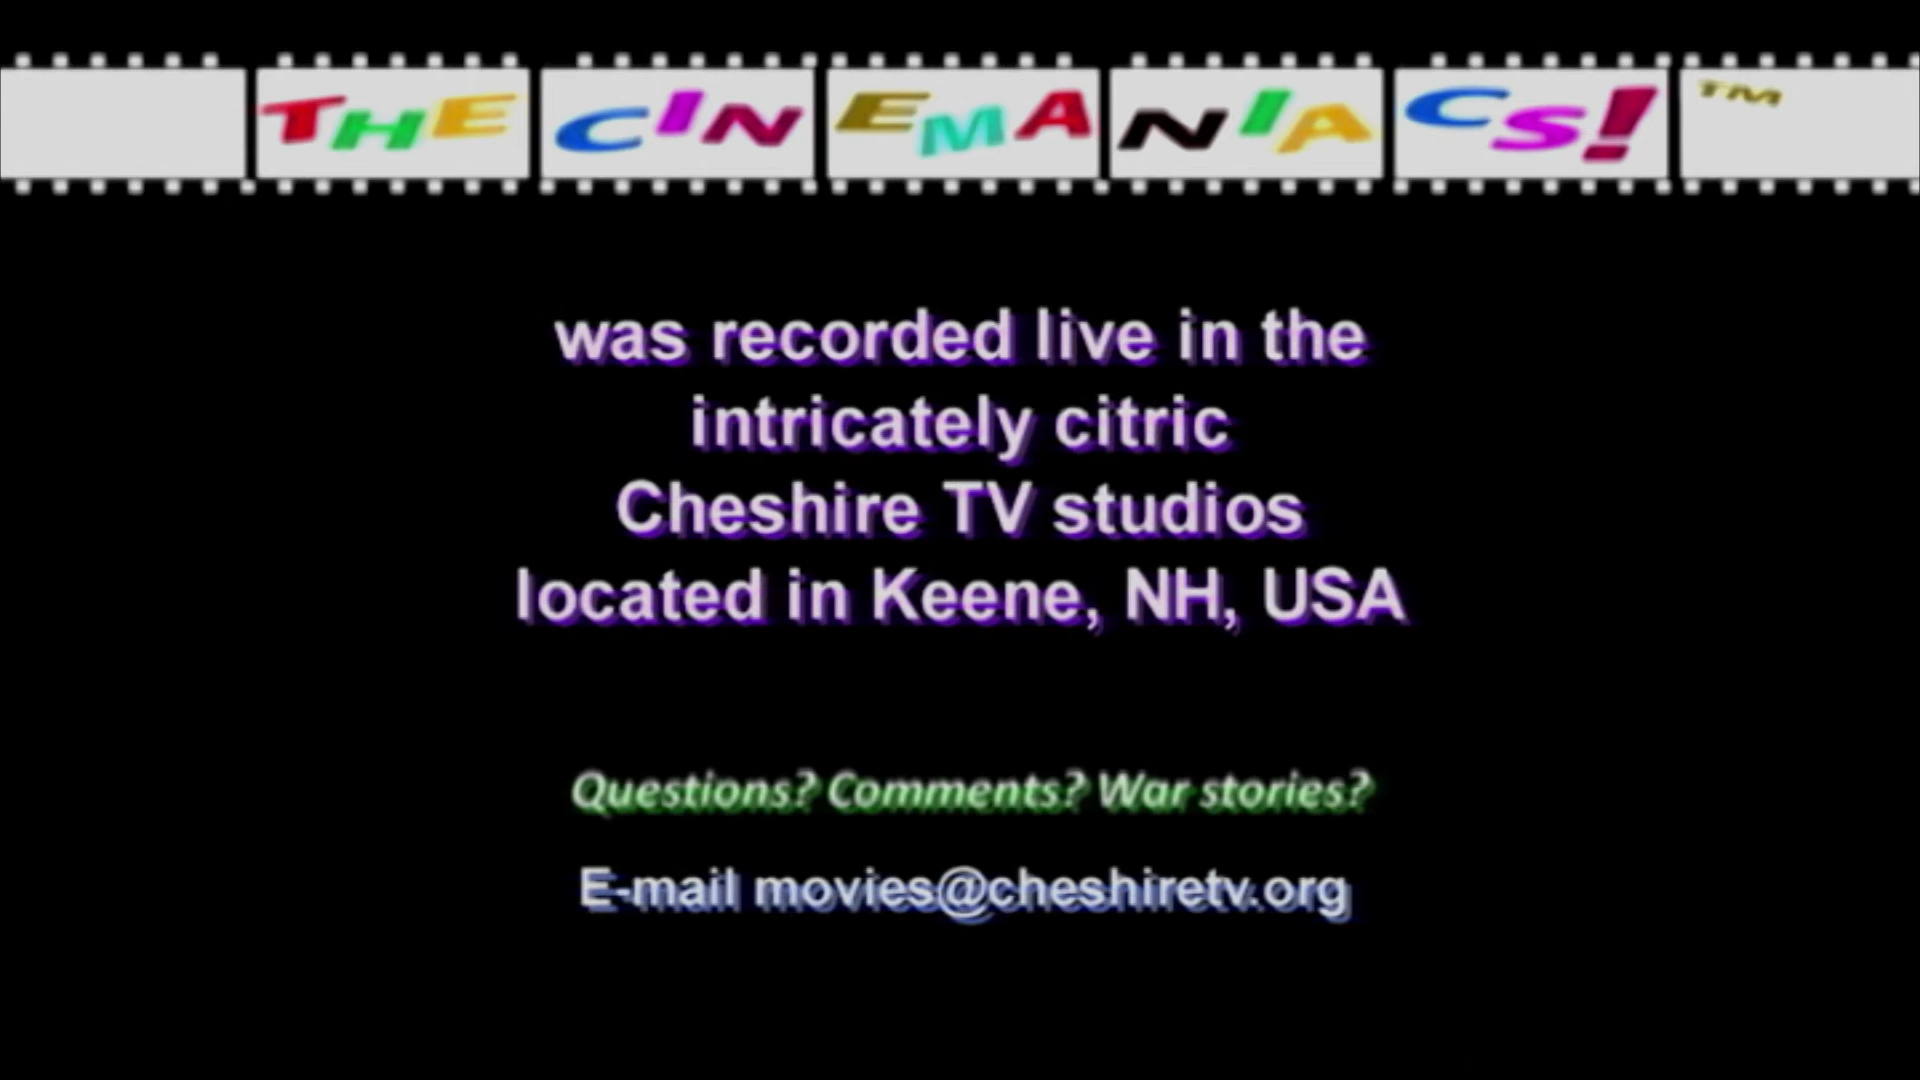 THE CINEMANIACS!™
was recorded live in the
intricately citric
Cheshire TV studios
located in Keene, NH, USA
Questions? Comments? War stories?
E-mail movies@cheshiretv.org